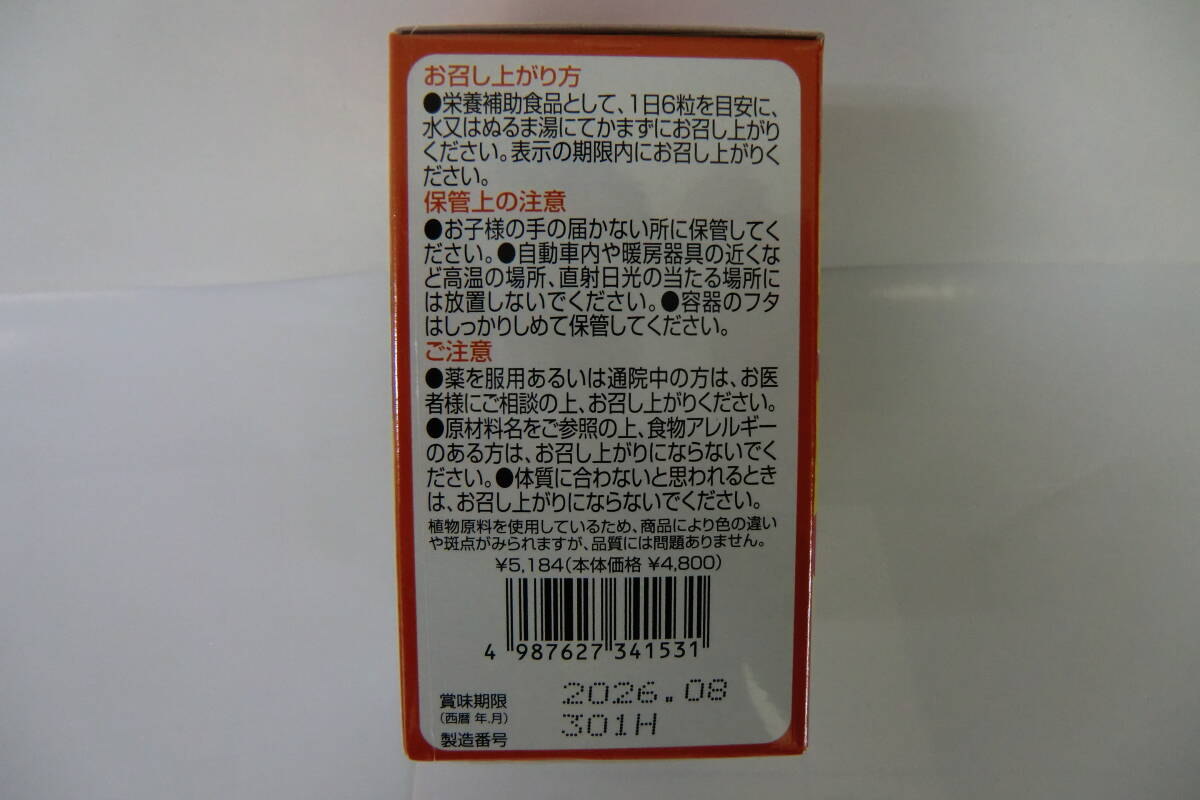 お召し上がり方
●栄養補助食品として、1日6粒を目安に、
水又はぬるま湯にてかまずにお召し上がり
ください。表示の期限内にお召し上がりく
ださい。
保管上の注意
●お子様の手の届かない所に保管してく
ださい。●自動車内や暖房器具の近くな
ど高温の場所、直射日光の当たる場所に
は放置しないでください。●容器のフタ
はしっかりしめて保管してください。
ご注意
●薬を服用あるいは通院中の方は、お医
者様にご相談の上、お召し上がりください。
●原材料名をご参照の上、食物アレルギー
のある方は、お召し上がりにならないでく
ださい。●体質に合わないと思われるとき
は、お召し上がりにならないでください。
植物原料を使用しているため、商品により色の違い
や斑点がみられますが、品質には問題ありません。
¥5,184(本体価格 ¥4,800)
4 987627 341531
賞味期限 2026.08
(西暦 年.月)
製造番号 301H